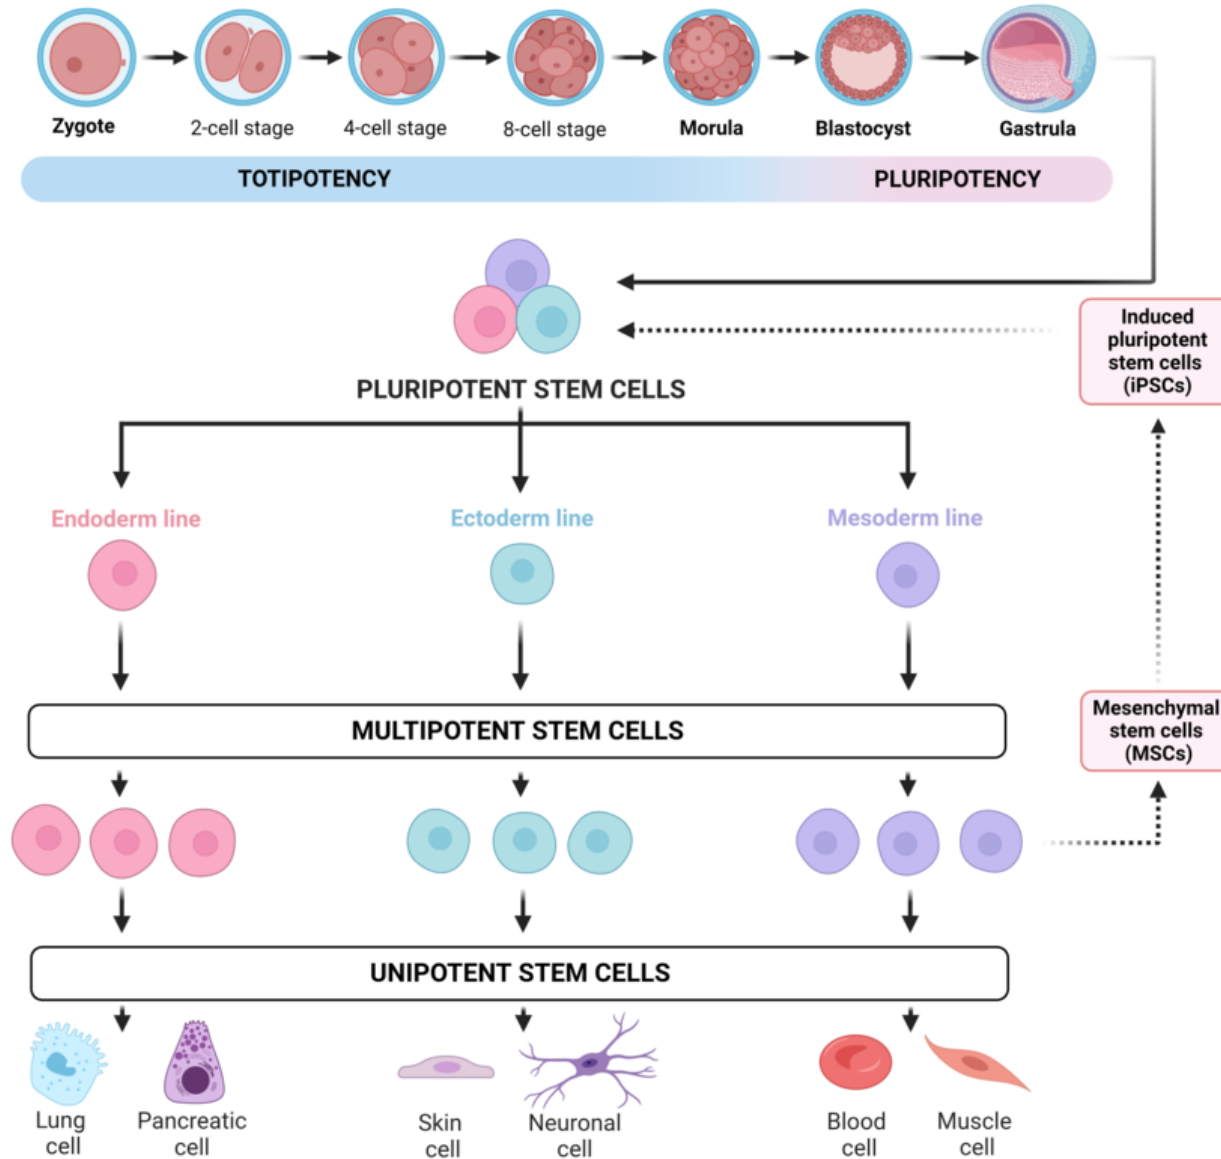 Zygote
2-cell stage
4-cell stage
8-cell stage
Morula
Blastocyst
Gastrula
TOTIPOTENCY
PLURIPOTENCY
Induced
pluripotent
stem cells
(iPSCs)
PLURIPOTENT STEM CELLS
Endoderm line
Ectoderm line
Mesoderm line
Mesenchymal
stem cells
(MSCs)
MULTIPOTENT STEM CELLS
UNIPOTENT STEM CELLS
Lung
cell
Pancreatic
cell
Skin
cell
Neuronal
cell
Blood
cell
Muscle
cell